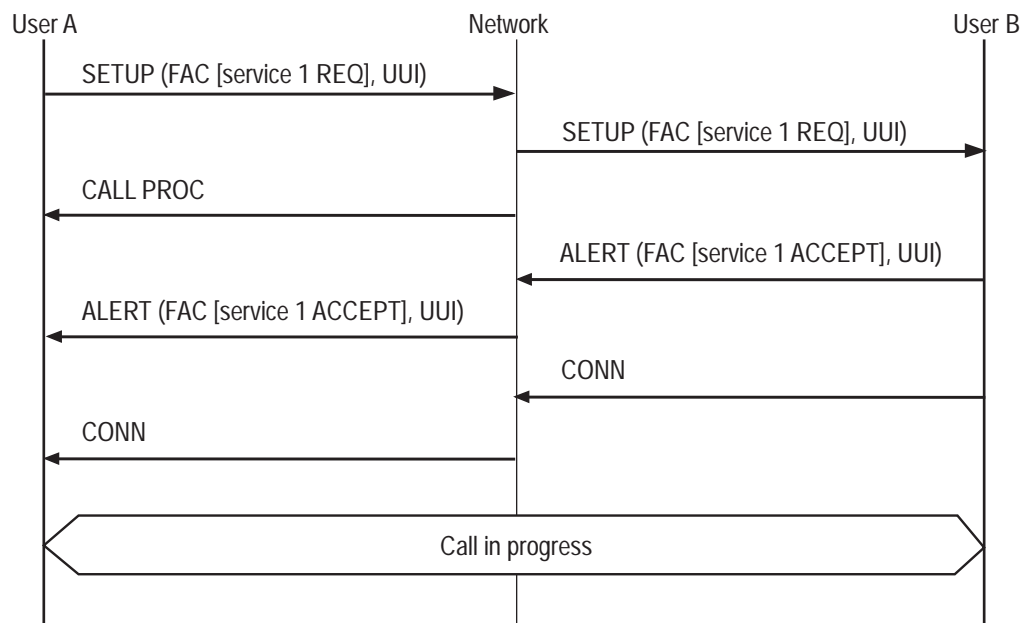 User A
Network
User B
SETUP (FAC [service 1 REQ], UUI)
SETUP (FAC [service 1 REQ], UUI)
CALL PROC
ALERT (FAC [service 1 ACCEPT], UUI)
ALERT (FAC [service 1 ACCEPT], UUI)
CONN
CONN
Call in progress